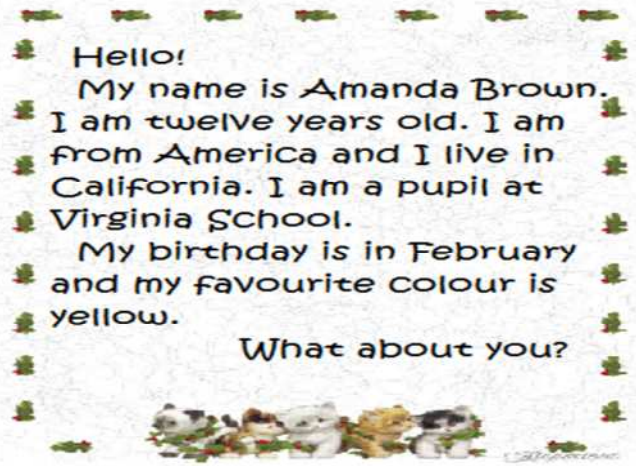 Hello!
My name is Amanda Brown.
I am twelve years old. I am
from America and I live in
California. I am a pupil at
Virginia School.
My birthday is in February
and my favourite colour is
yellow.
What about you?